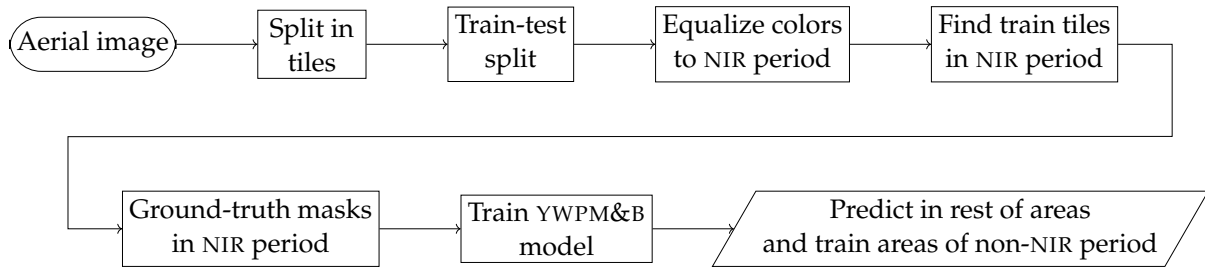 Aerial image
Split in
tiles
Train-test
split
Equalize colors
to NIR period
Find train tiles
in NIR period
Ground-truth masks
in NIR period
Train YWPM&B
model
Predict in rest of areas
and train areas of non-NIR period